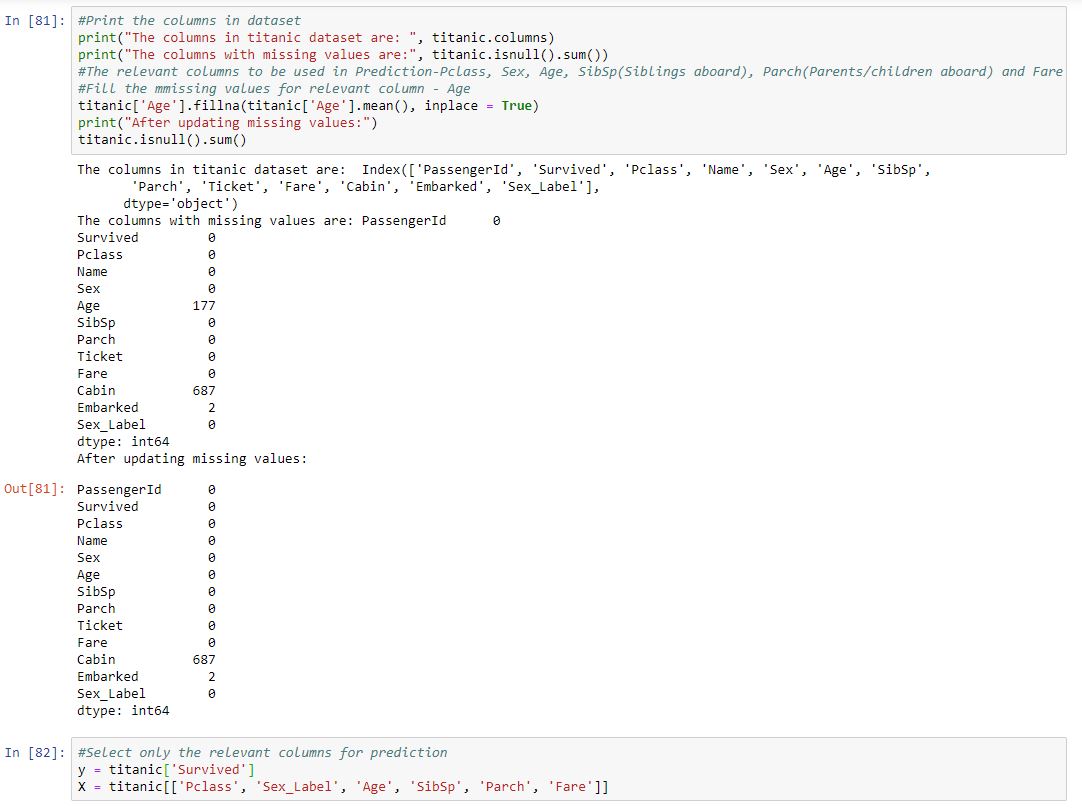 In [81]: #Print the columns in dataset
print("The columns in titanic dataset are: ", titanic.columns)
print("The columns with missing values are:", titanic.isnull().sum())
#The relevant columns to be used in Prediction-Pclass, Sex, Age, SibSp(Siblings aboard), Parch(Parents/children aboard) and Fare
#Fill the mmissing values for relevant column - Age
titanic['Age'].fillna(titanic['Age'].mean(), inplace = True)
print("After updating missing values:")
titanic.isnull().sum()
The columns in titanic dataset are:  Index(['PassengerId', 'Survived', 'Pclass', 'Name', 'Sex', 'Age', 'SibSp',
'Parch', 'Ticket', 'Fare', 'Cabin', 'Embarked', 'Sex_Label'],
dtype='object')
The columns with missing values are: PassengerId      0
Survived         0
Pclass           0
Name             0
Sex              0
Age            177
SibSp            0
Parch            0
Ticket           0
Fare             0
Cabin          687
Embarked         2
Sex_Label        0
dtype: int64
After updating missing values:
Out[81]: PassengerId      0
Survived         0
Pclass           0
Name             0
Sex              0
Age              0
SibSp            0
Parch            0
Ticket           0
Fare             0
Cabin          687
Embarked         2
Sex_Label        0
dtype: int64
In [82]: #Select only the relevant columns for prediction
y = titanic['Survived']
X = titanic[['Pclass', 'Sex_Label', 'Age', 'SibSp', 'Parch', 'Fare']]